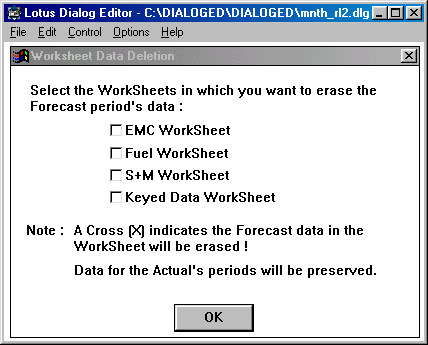 Lotus Dialog Editor - C:\DIALOGED\DIALOGED\mnth_rl2.dlg
File Edit Control Options Help
Worksheet Data Deletion
Select the WorkSheets in which you want to erase the
Forecast period's data :
EMC WorkSheet
Fuel WorkSheet
S+M WorkSheet
Keyed Data WorkSheet
Note : A Cross (X) indicates the Forecast data in the
WorkSheet will be erased !
Data for the Actual's periods will be preserved.
OK